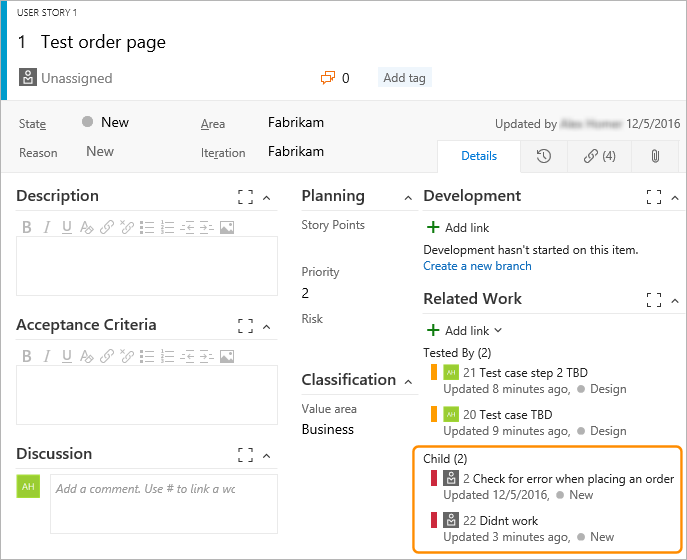 USER STORY 1
1 Test order page
Unassigned
0
Add tag
State New
Area Fabrikam
Updated by 12/5/2016
Reason New
Iteration Fabrikam
Details
(4)
Description
B I U
Acceptance Criteria
B I U
Discussion
AH
Add a comment. Use # to link a wo
Planning
Story Points
Priority
2
Risk
Classification
Value area
Business
Development
Add link
Development hasn't started on this item.
Create a new branch
Related Work
Add link
Tested By (2)
AH 21 Test case step 2 TBD
Updated 8 minutes ago, Design
AH 20 Test case TBD
Updated 9 minutes ago, Design
Child (2)
2 Check for error when placing an order
Updated 12/5/2016, New
22 Didnt work
Updated 3 minutes ago, New